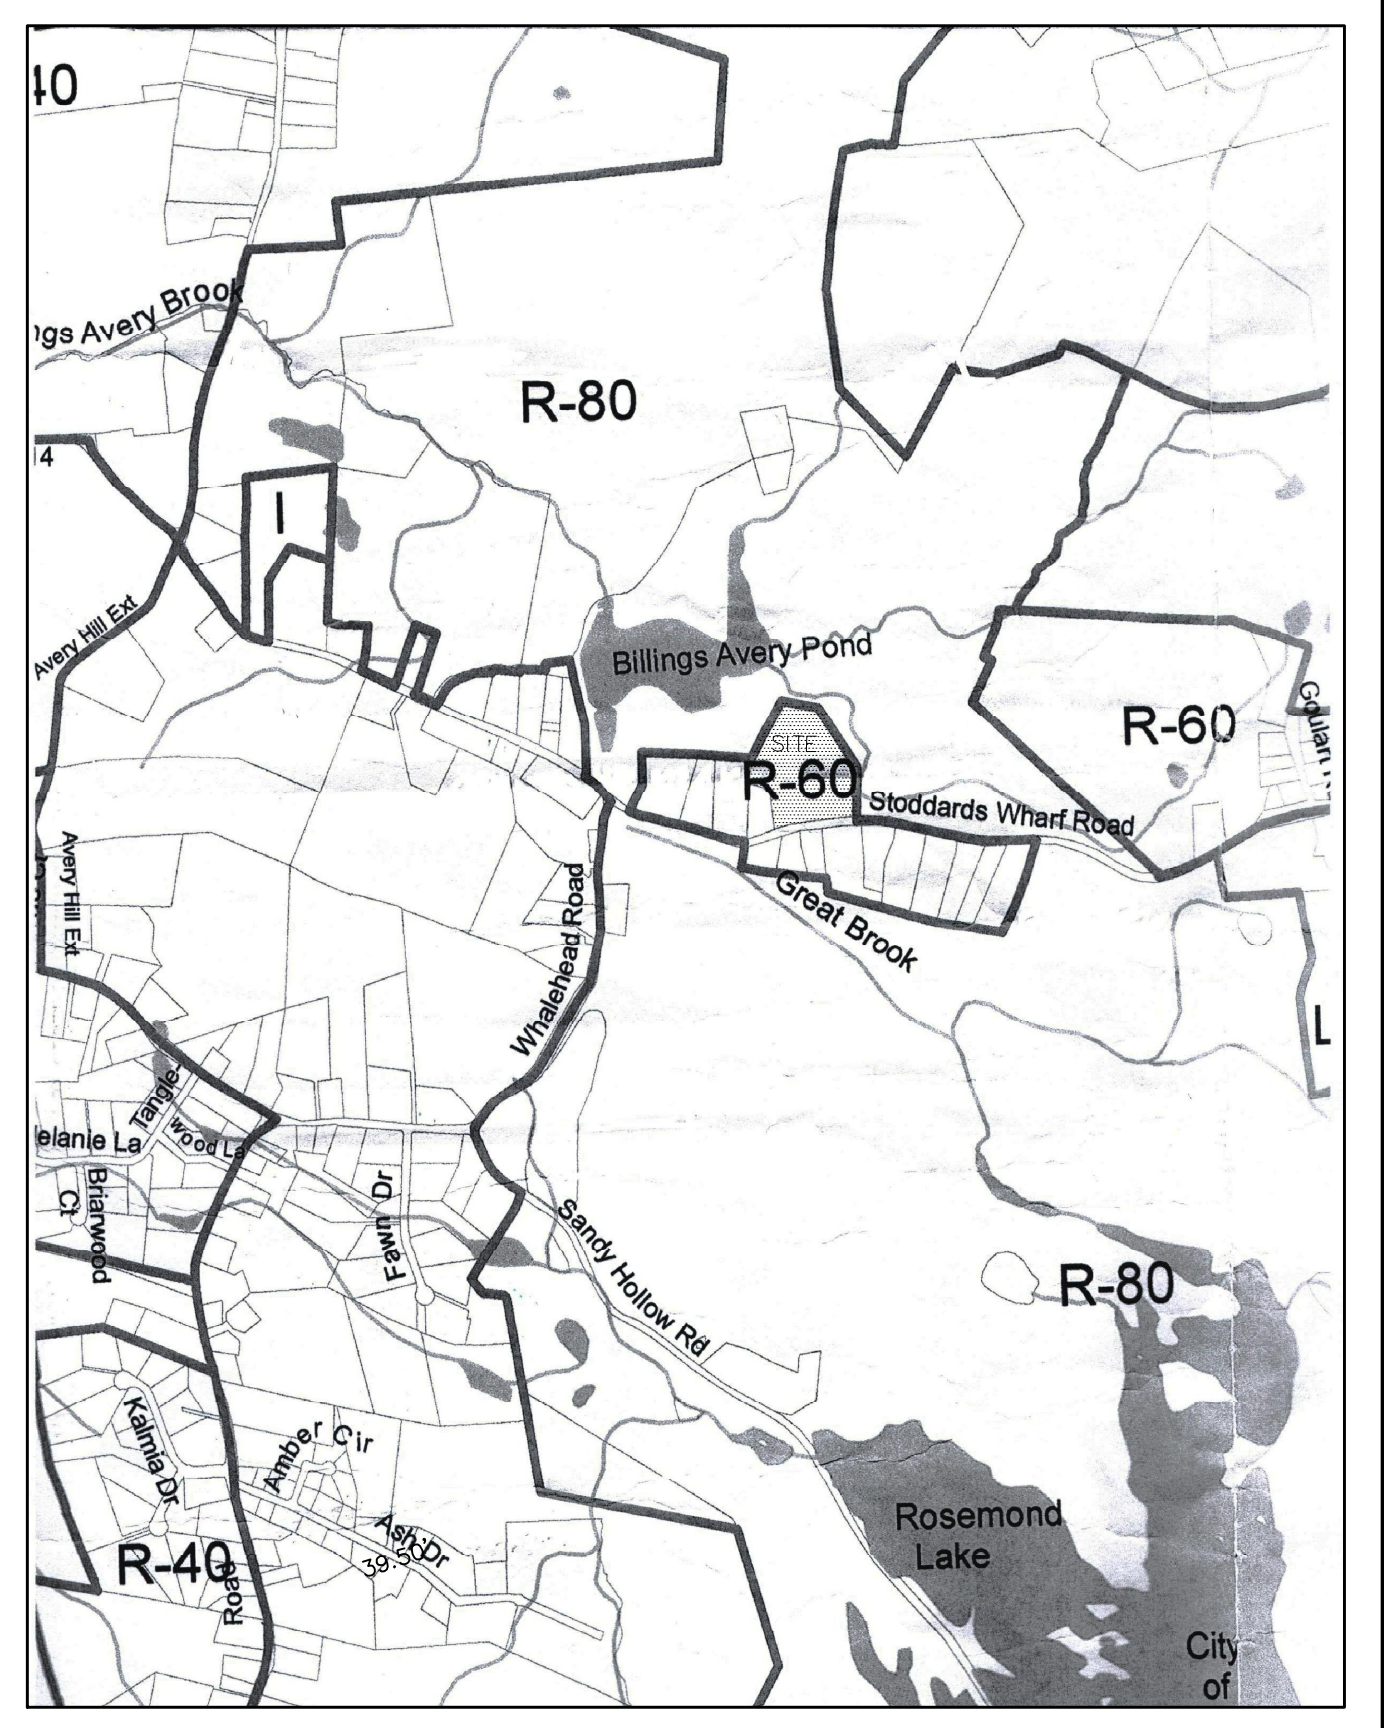 40
ngs Avery Brook
R-80
14
I
Avery Hill Ext
Billings Avery Pond
SITE
R-60
R-60
Stoddards Wharf Road
Avery Hill Ext
Great Brook
Whalehead Road
L
Tangle-
wood La
elanie La
Briarwood
Ct
Fawn Dr
Sandy Hollow Rd
R-80
Kalmia Dr
Amber Cir
Ash Dr
39.50
Rosemond
Lake
R-40
Road
City
of